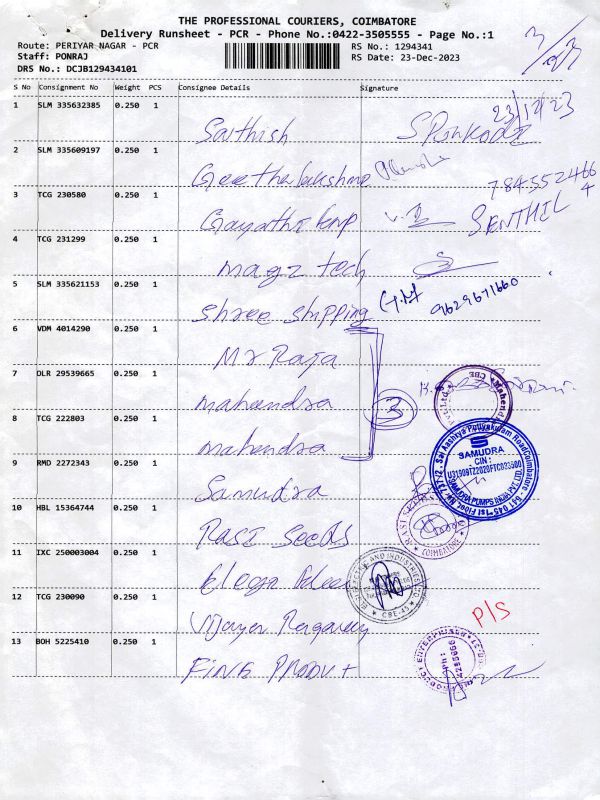 THE PROFESSIONAL COURIERS, COIMBATORE
Delivery Runsheet - PCR - Phone No.:0422-3505555 - Page No.:1
Route: PERIYAR NAGAR - PCR
RS No.: 1294341
Staff: PONRAJ
RS Date: 23-Dec-2023
DRS No.: DCJB129434101
S No Consignment No Weight PCS Consignee Details Signature
23/12/23
1 SLM 335632385 0.250 1 Sathish
2 SLM 335609197 0.250 1 Geethalakshmi
7845552466
4
3 TCG 230580 0.250 1 Gayathri SENTHIL
4 TCG 231299 0.250 1 magz tech
5 SLM 335621153 0.250 1 Shree Shipping 9629671660
6 VDM 4014290 0.250 1 Mr Raja
7 DLR 29539665 0.250 1 mahendra
3
8 TCG 222803 0.250 1 mahendra
9 RMD 2272343 0.250 1 Samudra
SAMUDRA
CIN :
10 HBL 15364744 0.250 1 Rasi Seeds
COIMBATORE
11 IXC 250003004 0.250 1
12 TCG 230090 0.250 1
P/S
13 BOH 5225410 0.250 1 FINE